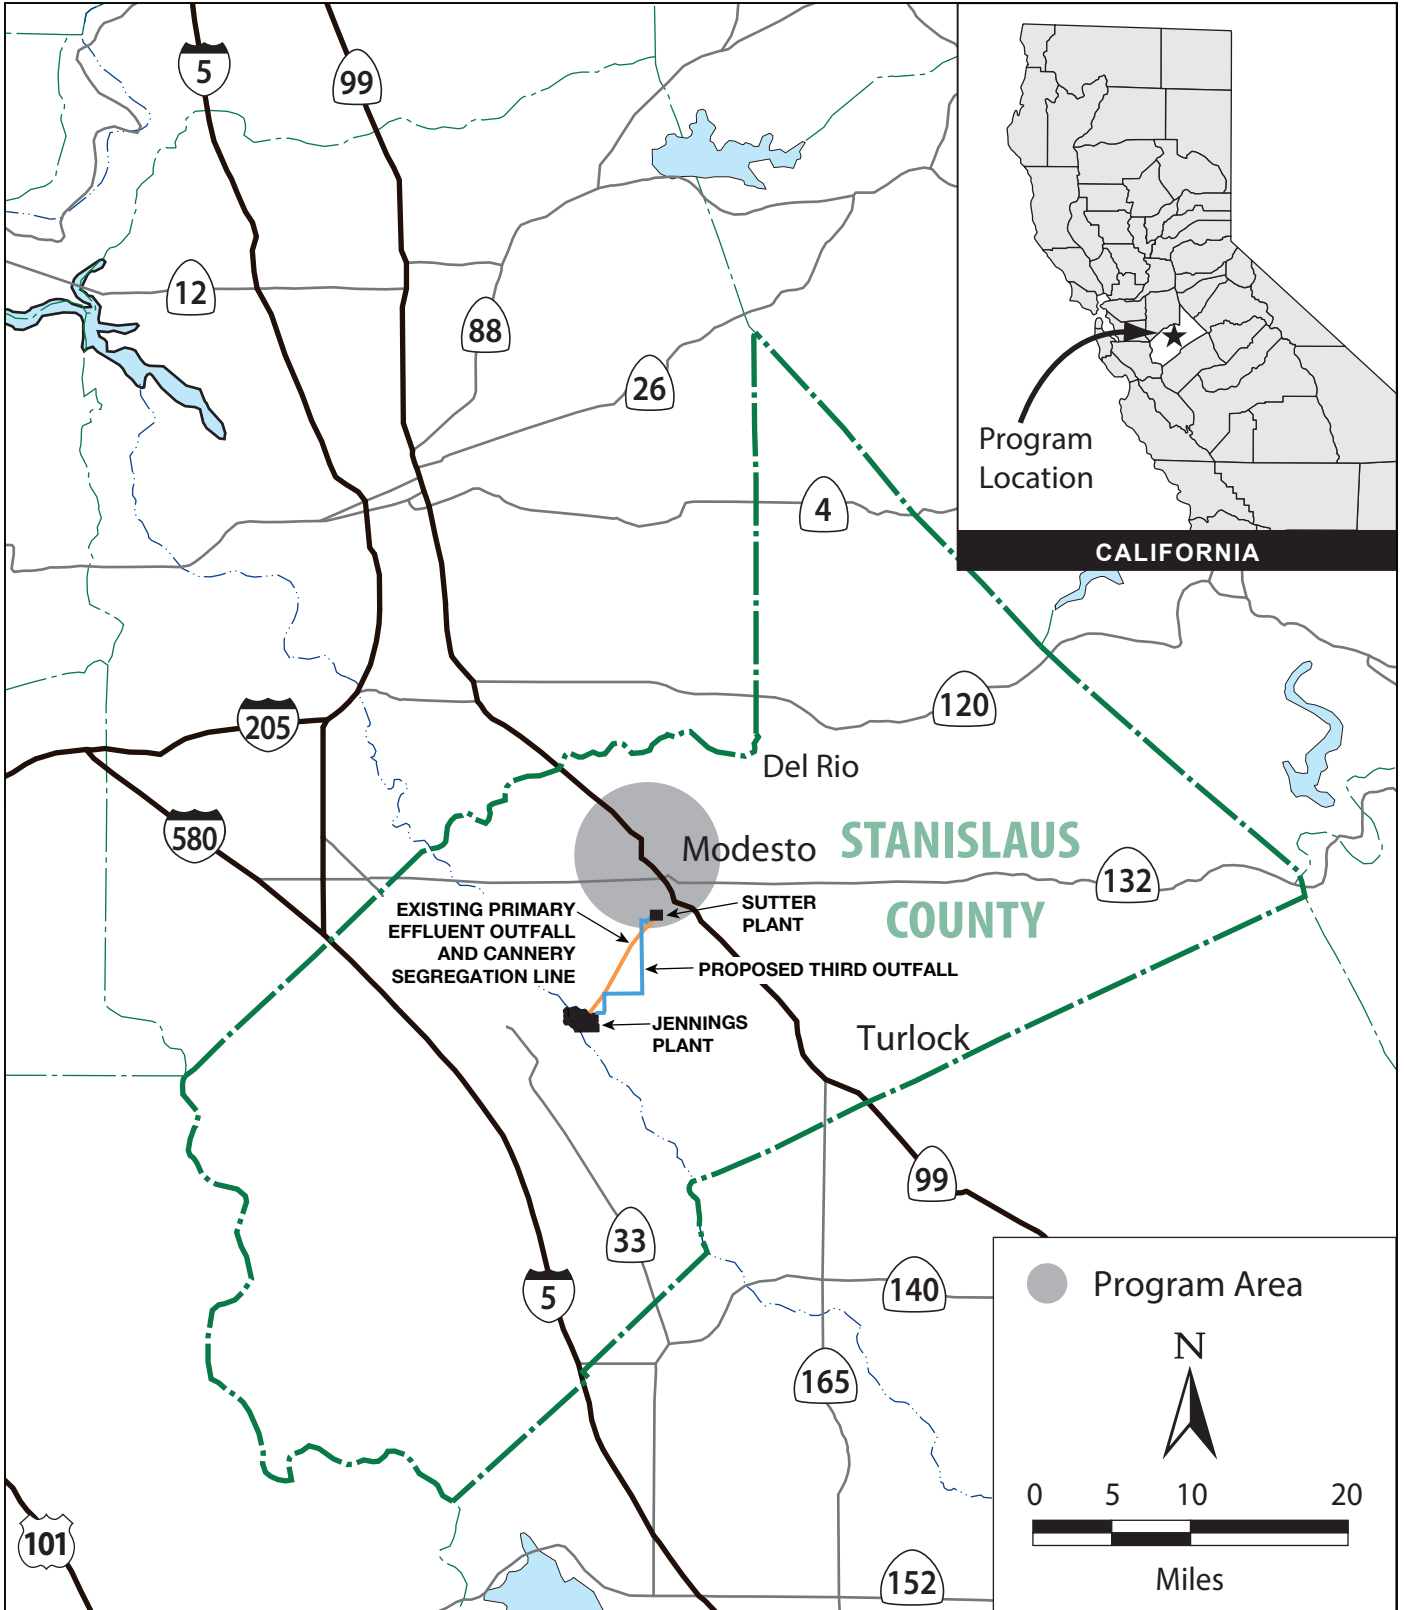 5
99
12
88
26
4
Program
Location
CALIFORNIA
205
120
580
Del Rio
Modesto
STANISLAUS
COUNTY
132
EXISTING PRIMARY
EFFLUENT OUTFALL
AND CANNERY
SEGREGATION LINE
SUTTER
PLANT
PROPOSED THIRD OUTFALL
JENNINGS
PLANT
Turlock
99
33
5
140
165
101
152
Program Area
N
0 5 10 20
Miles